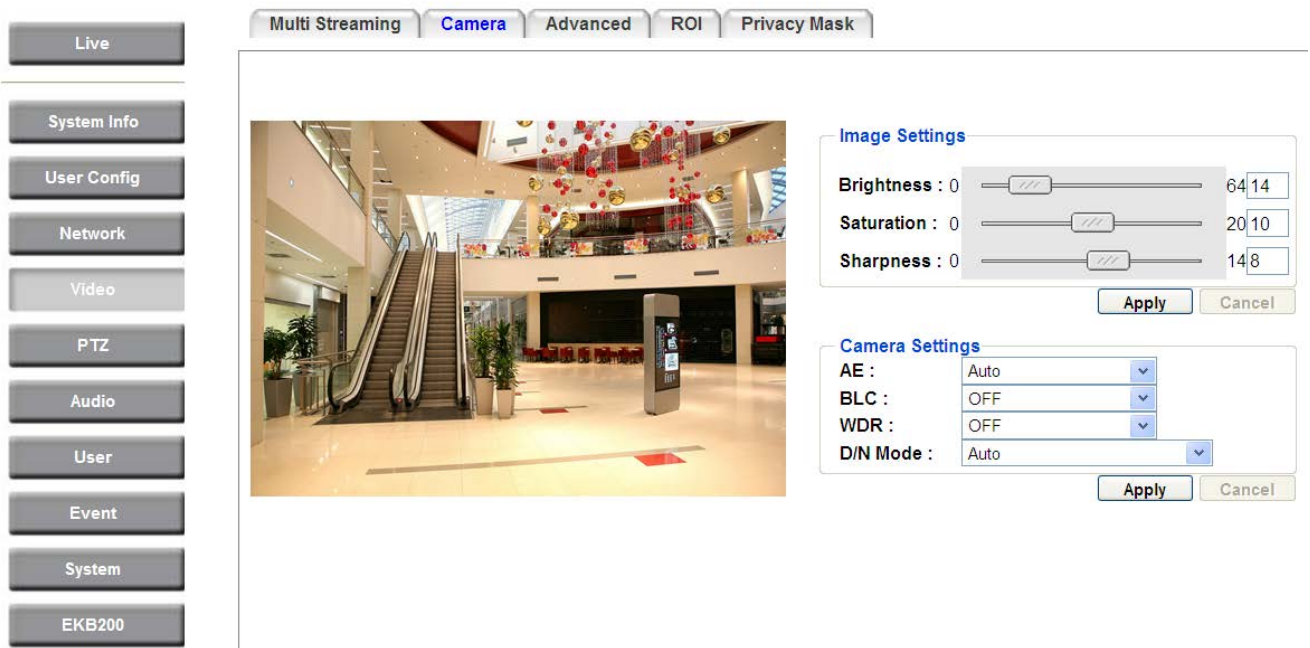 Live
System Info
User Config
Network
Video
PTZ
Audio
User
Event
System
EKB200
Multi Streaming
Camera
Advanced
ROI
Privacy Mask
Image Settings
Brightness : 0 64 14
Saturation : 0 20 10
Sharpness : 0 14 8
Apply Cancel
Camera Settings
AE : Auto
BLC : OFF
WDR : OFF
D/N Mode : Auto
Apply Cancel